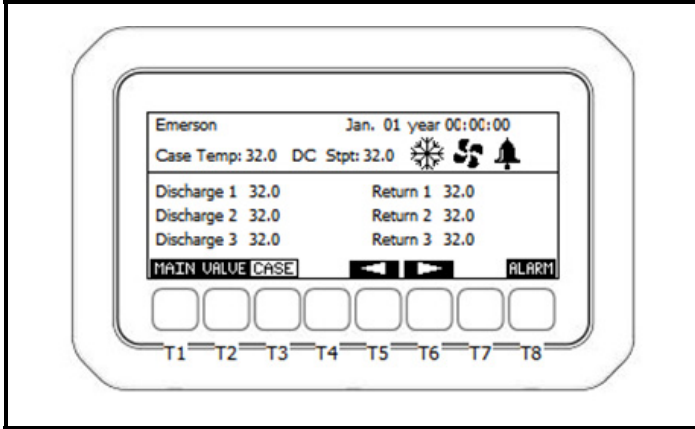 Emerson Jan. 01 year 00:00:00
Case Temp: 32.0 DC Stpt: 32.0
Discharge 1 32.0 Return 1 32.0
Discharge 2 32.0 Return 2 32.0
Discharge 3 32.0 Return 3 32.0
MAIN VALVE CASE ALARM
T1 T2 T3 T4 T5 T6 T7 T8